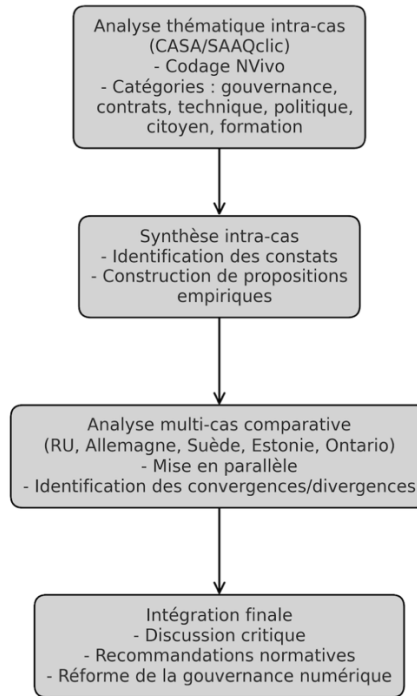 Analyse thématique intra-cas
(CASA/SAAQclic)
- Codage NVivo
- Catégories : gouvernance,
contrats, technique, politique,
citoyen, formation
Synthèse intra-cas
- Identification des constats
- Construction de propositions
empiriques
Analyse multi-cas comparative
(RU, Allemagne, Suède, Estonie, Ontario)
- Mise en parallèle
- Identification des convergences/divergences
Intégration finale
- Discussion critique
- Recommandations normatives
- Réforme de la gouvernance numérique